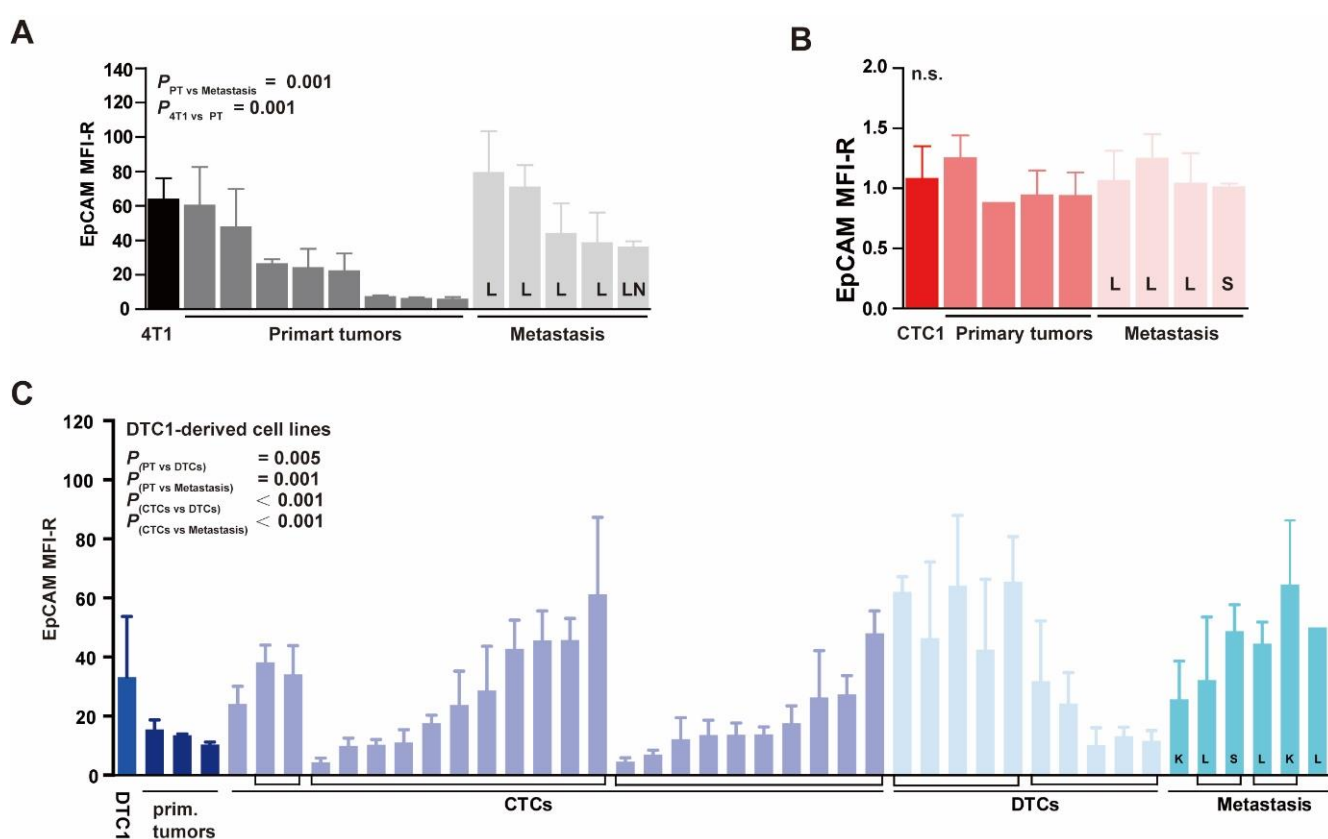 A
B
140
120
100
80
60
40
20
0
EpCAM MFI-R
P PT vs Metastasis = 0.001
P 4T1 vs PT = 0.001
L L L L LN
4T1 Primart tumors Metastasis
2.0
1.5
1.0
0.5
0.0
EpCAM MFI-R
n.s.
L L L S
CTC1 Primary tumors Metastasis
C
120
100
80
60
40
20
0
EpCAM MFI-R
DTC1-derived cell lines
P (PT vs DTCs) = 0.005
P (PT vs Metastasis) = 0.001
P (CTCs vs DTCs) < 0.001
P (CTCs vs Metastasis) < 0.001
K L S L K L
DTC1 prim. tumors CTCs DTCs Metastasis